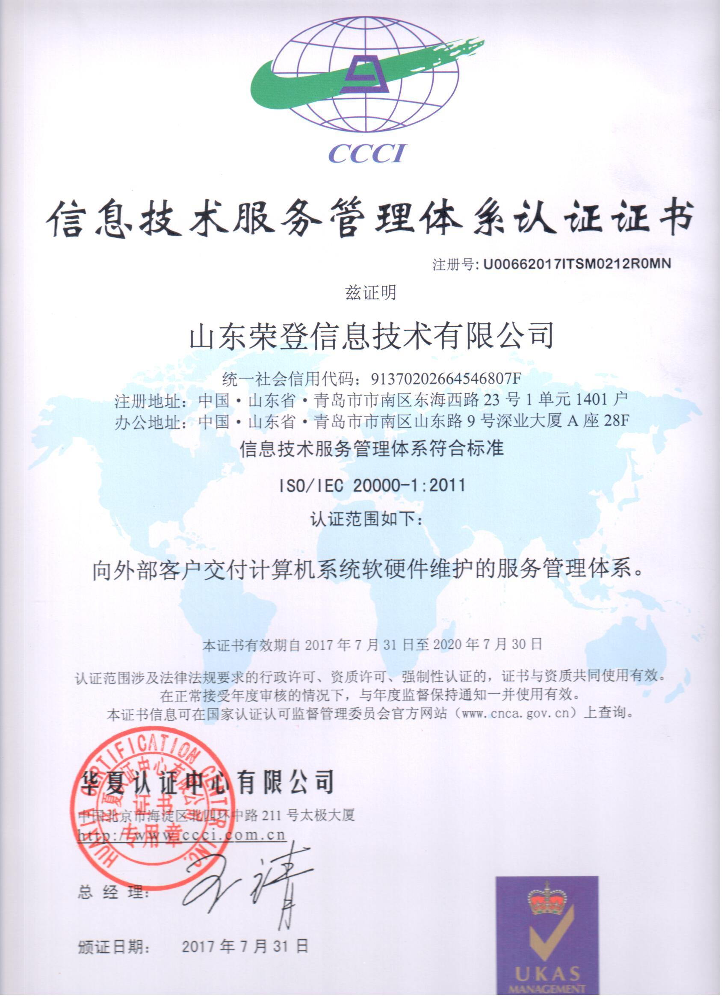 CCCI
信息技术服务管理体系认证证书
注册号: U00662017ITSM0212R0MN
兹证明
山东荣登信息技术有限公司
统一社会信用代码：91370202664546807F
注册地址：中国·山东省·青岛市市南区东海西路 23 号 1 单元 1401 户
办公地址：中国·山东省·青岛市市南区山东路 9 号深业大厦 A 座 28F
信息技术服务管理体系符合标准
ISO/IEC 20000-1:2011
认证范围如下：
向外部客户交付计算机系统软硬件维护的服务管理体系。
本证书有效期自 2017 年 7 月 31 日至 2020 年 7 月 30 日
认证范围涉及法律法规要求的行政许可、资质许可、强制性认证的，证书与资质共同使用有效。
在正常接受年度审核的情况下，与年度监督保持通知一并使用有效。
本证书信息可在国家认证认可监督管理委员会官方网站（www.cnca.gov.cn）上查询。
HUAXIA CERTIFICATION CENTER INC.
华夏认证中心有限公司
证书
专用章
华夏认证中心有限公司
中国北京市海淀区北四环中路 211 号太极大厦
http://www.ccci.com.cn
总 经 理：
颁证日期： 2017 年 7 月 31 日
UKAS
MANAGEMENT